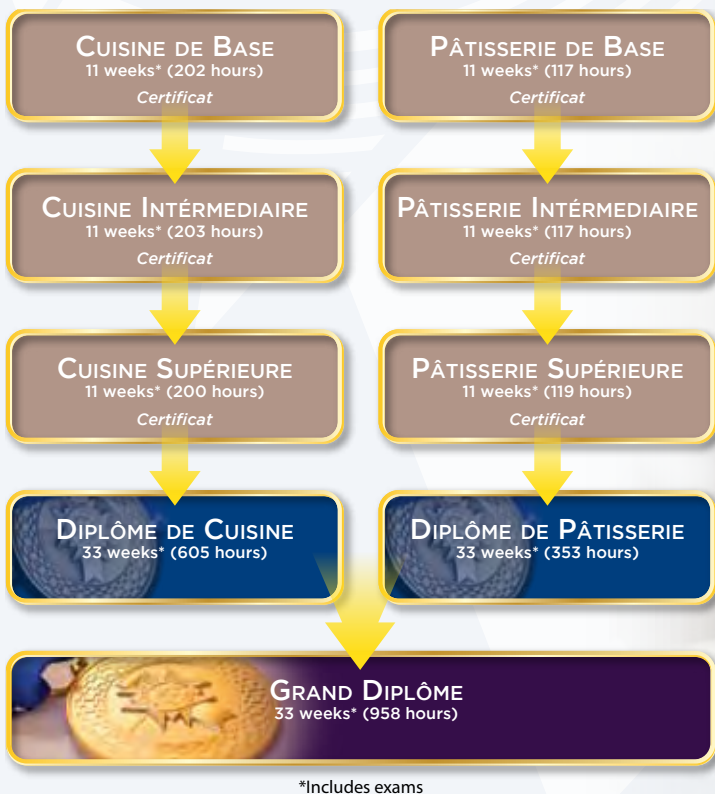 Cuisine de Base
11 weeks* (202 hours)
Certificat
Cuisine Intérmediaire
11 weeks* (203 hours)
Certificat
Cuisine Supérieure
11 weeks* (200 hours)
Certificat
Diplôme de Cuisine
33 weeks* (605 hours)
Pâtisserie de Base
11 weeks* (117 hours)
Certificat
Pâtisserie Intérmediaire
11 weeks* (117 hours)
Certificat
Pâtisserie Supérieure
11 weeks* (119 hours)
Certificat
Diplôme de Pâtisserie
33 weeks* (353 hours)
Grand Diplôme
33 weeks* (958 hours)
*Includes exams